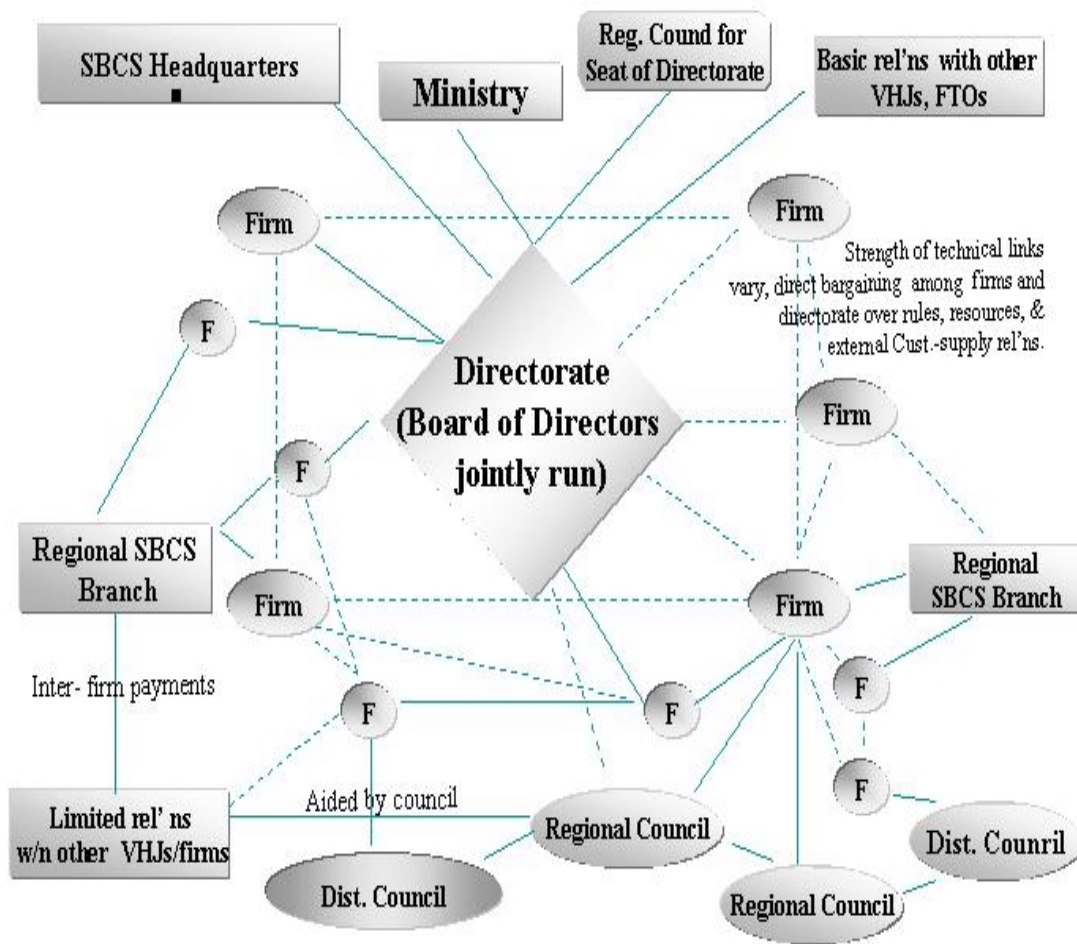 SBCS Headquarters
Ministry
Reg. Cound for
Seat of Directorate
Basic rel'ns with other
VHJs, FTOs
Firm
Firm
Strength of technical links
vary, direct bargaining among firms and
directorate over rules, resources, &
external Cust.-supply rel'ns.
F
Directorate
(Board of Directors
jointly run)
Firm
F
Regional SBCS
Branch
Firm
Firm
Regional
SBCS Branch
Inter- firm payments
F
F
F
F
Limited rel' ns
w/n other VHJs/firms
Aided by council
Regional Council
Dist. Counril
Dist. Council
Regional Council